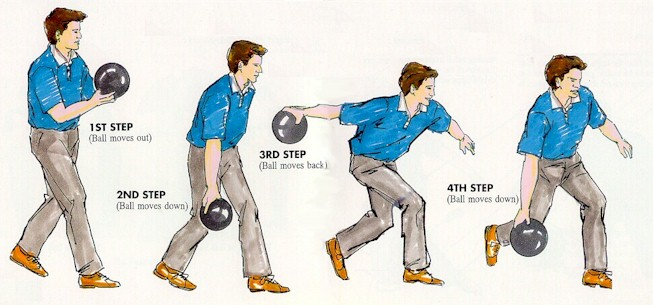 1ST STEP
(Ball moves out)
2ND STEP
(Ball moves down)
3RD STEP
(Ball moves back)
4TH STEP
(Ball moves down)